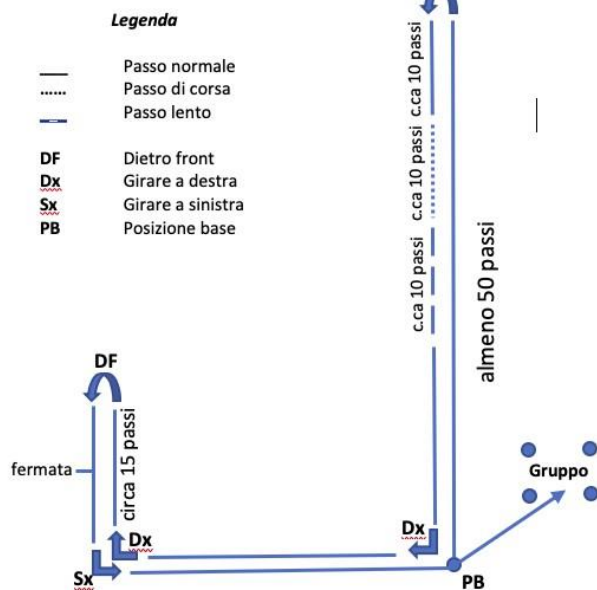 Legenda
Passo normale
Passo di corsa
Passo lento
DF Dietro front
Dx Girare a destra
Sx Girare a sinistra
PB Posizione base
c.ca 10 passi
c.ca 10 passi
c.ca 10 passi
almeno 50 passi
DF
circa 15 passi
fermata
Gruppo
Dx
Dx
Sx
PB